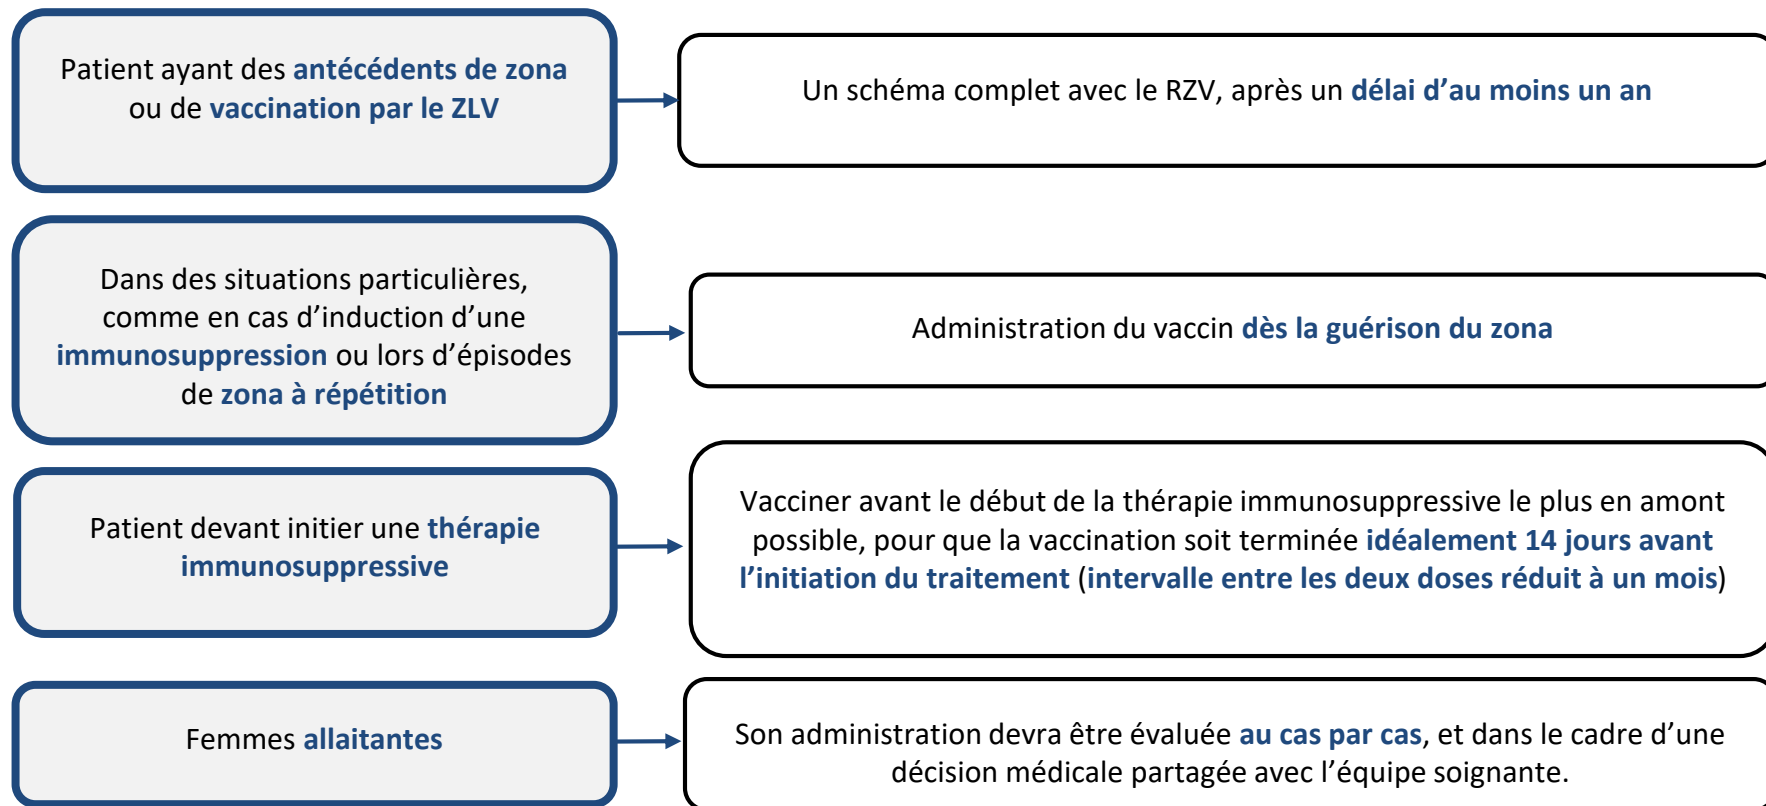 Patient ayant des antécédents de zona
ou de vaccination par le ZLV
Un schéma complet avec le RZV, après un délai d’au moins un an
Dans des situations particulières,
comme en cas d’induction d’une
immunosuppression ou lors d’épisodes
de zona à répétition
Administration du vaccin dès la guérison du zona
Patient devant initier une thérapie
immunosuppressive
Vacciner avant le début de la thérapie immunosuppressive le plus en amont
possible, pour que la vaccination soit terminée idéalement 14 jours avant
l’initiation du traitement (intervalle entre les deux doses réduit à un mois)
Femmes allaitantes
Son administration devra être évaluée au cas par cas, et dans le cadre d’une
décision médicale partagée avec l’équipe soignante.